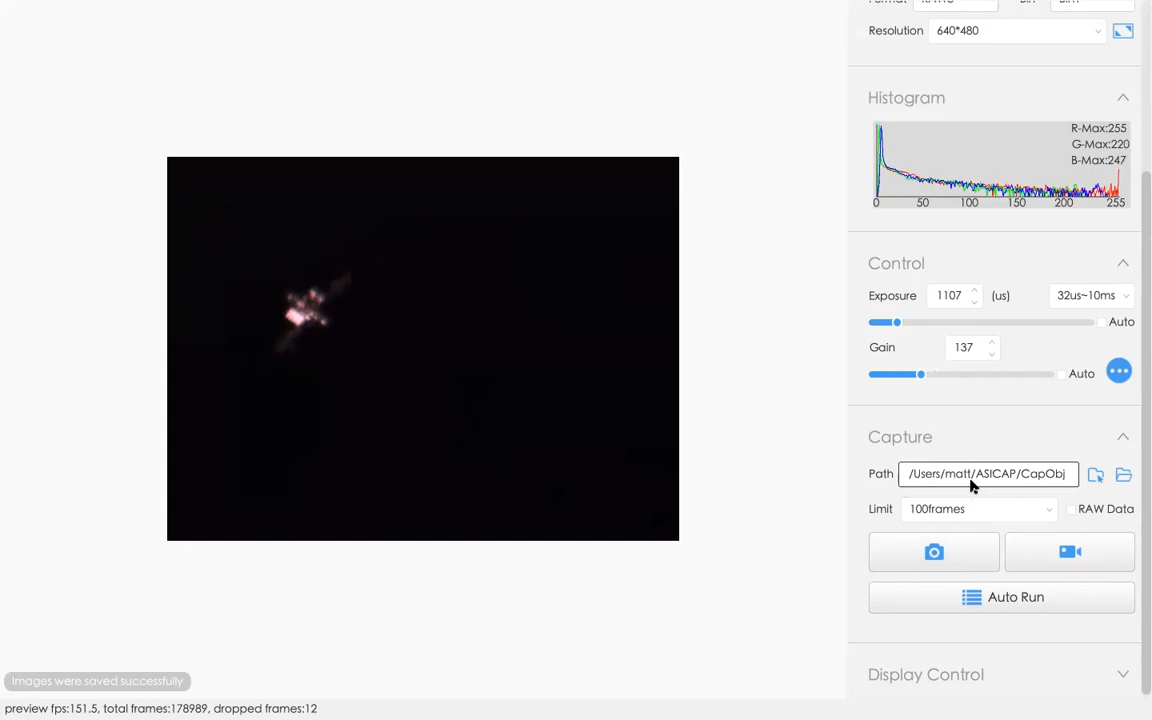 Resolution 640*480
Histogram
R-Max:255
G-Max:220
B-Max:247
0 50 100 150 200 255
Control
Exposure 1107 (us) 32us~10ms
Auto
Gain 137
Auto
Capture
Path /Users/matt/ASICAP/CapObj
Limit 100frames RAW Data
Auto Run
Display Control
Images were saved successfully
preview fps:151.5, total frames:178989, dropped frames:12